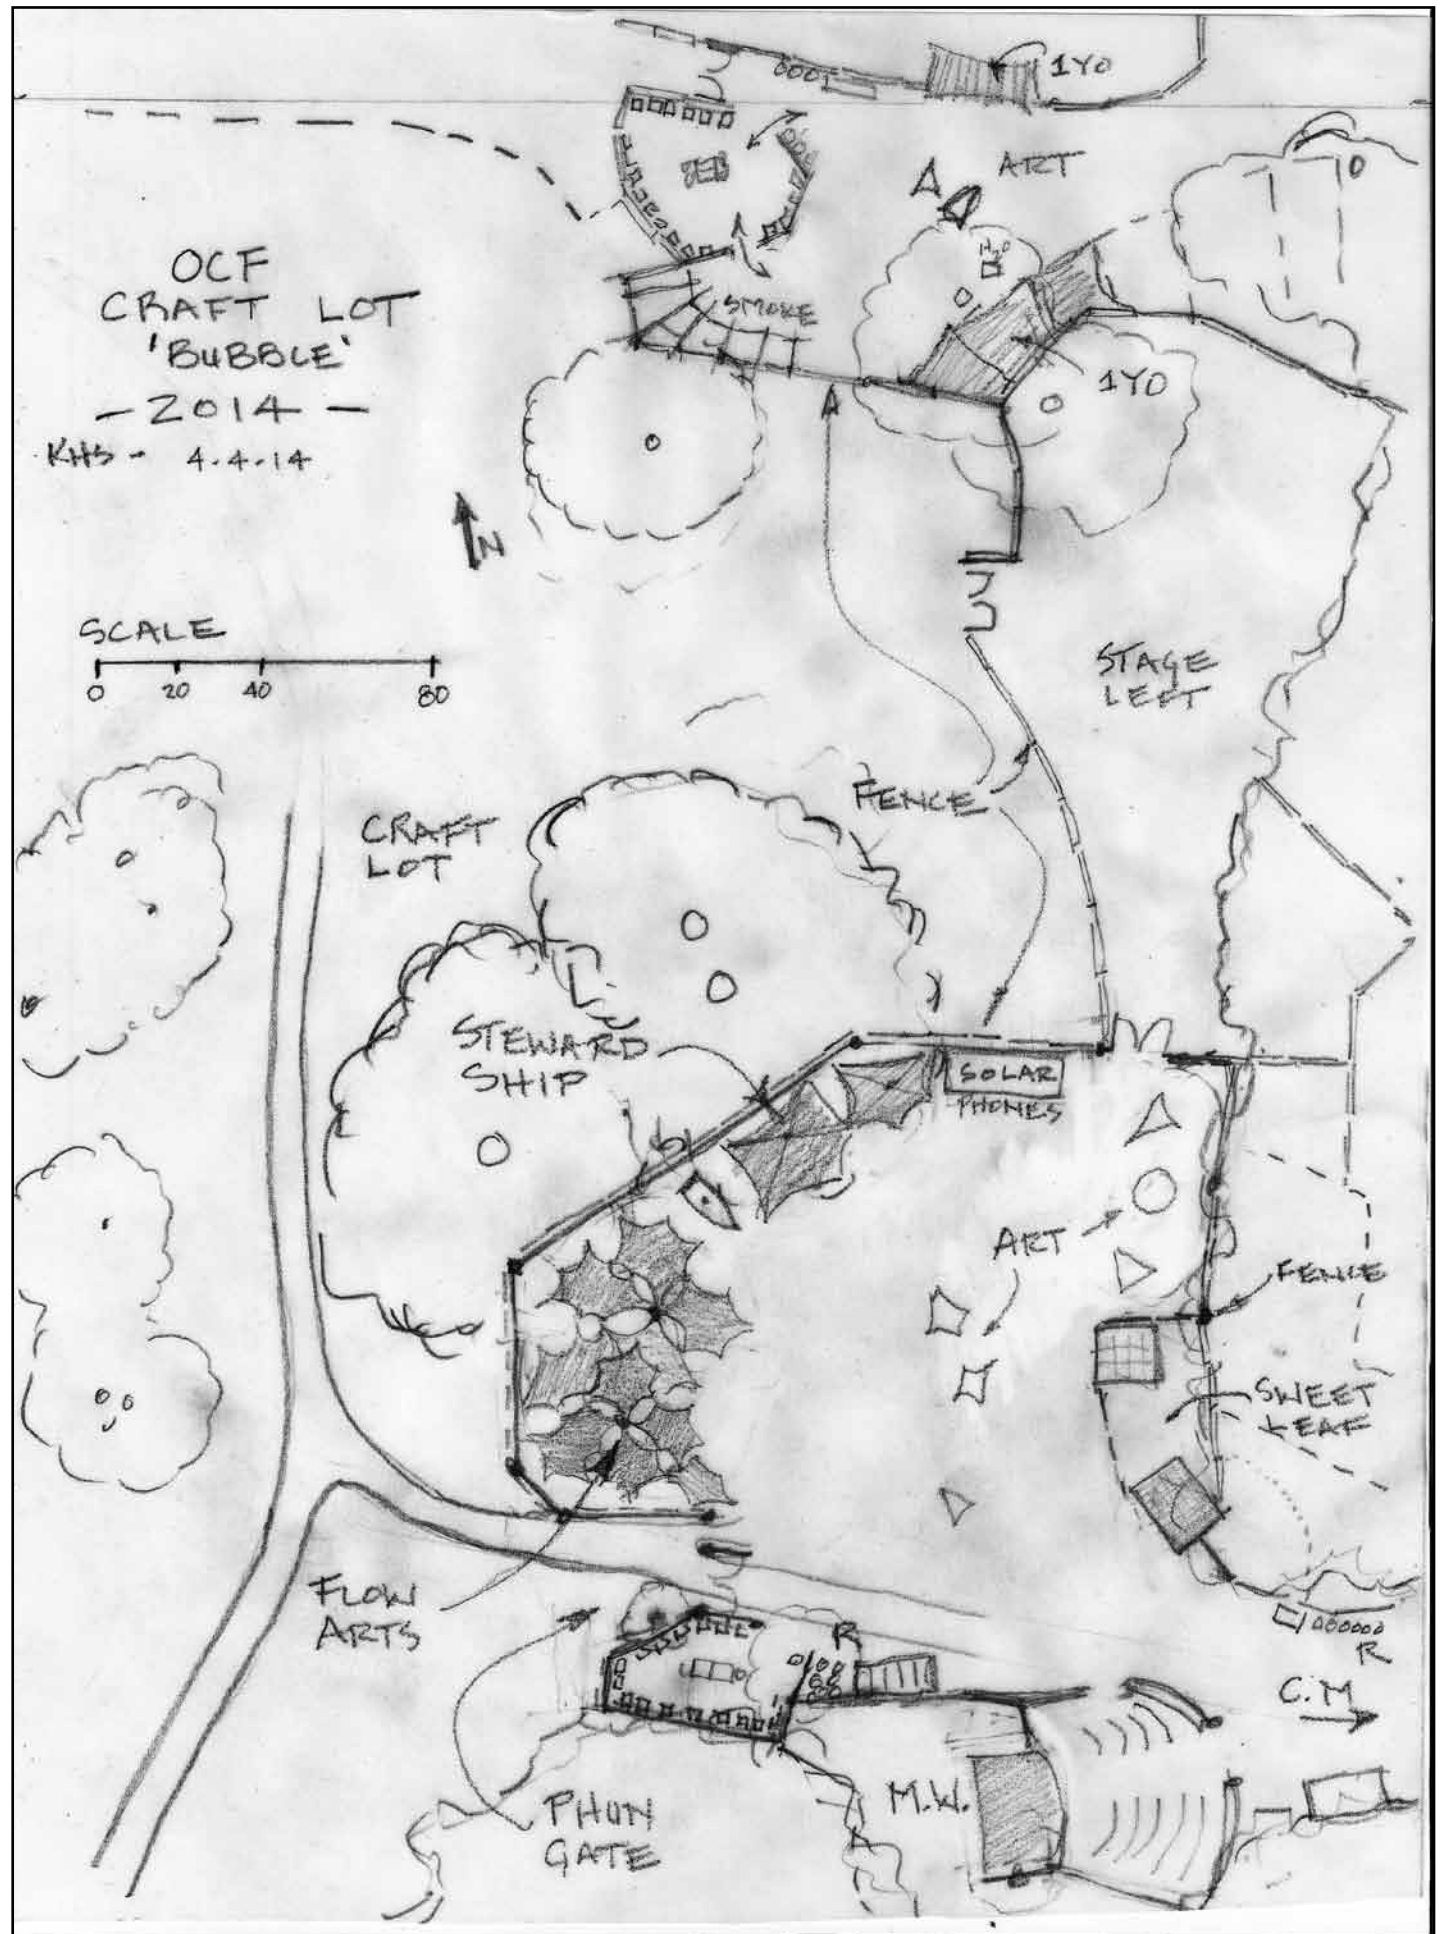 1YO
ART
H2O
OCF
CRAFT LOT
'BUBBLE'
- 2014 -
KHS - 4.4.14
SMOKE
1YO
N
SCALE
0 20 40 80
STAGE
LEFT
FENCE
CRAFT
LOT
STEWARD
SHIP
SOLAR
PHONES
ART
FENCE
SWEET
LEAF
FLOW
ARTS
R
R
C.M
M.W.
PHUN
GATE